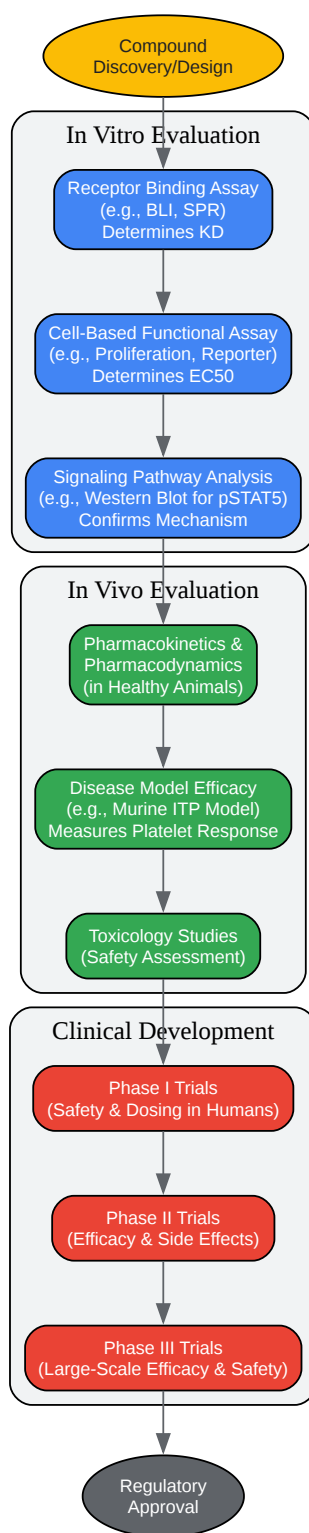 Compound
Discovery/Design
In Vitro Evaluation
Receptor Binding Assay
(e.g., BLI, SPR)
Determines KD
Cell-Based Functional Assay
(e.g., Proliferation, Reporter)
Determines EC50
Signaling Pathway Analysis
(e.g., Western Blot for pSTAT5)
Confirms Mechanism
In Vivo Evaluation
Pharmacokinetics &
Pharmacodynamics
(in Healthy Animals)
Disease Model Efficacy
(e.g., Murine ITP Model)
Measures Platelet Response
Toxicology Studies
(Safety Assessment)
Clinical Development
Phase I Trials
(Safety & Dosing in Humans)
Phase II Trials
(Efficacy & Side Effects)
Phase III Trials
(Large-Scale Efficacy & Safety)
Regulatory
Approval